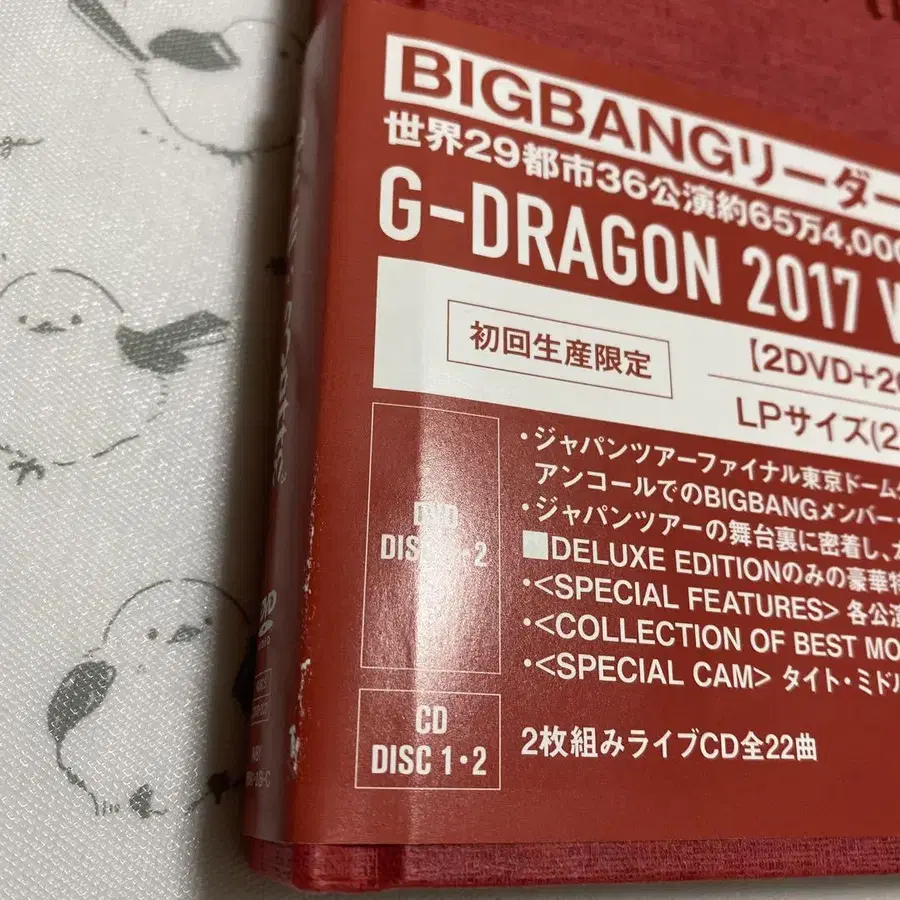 BIGBANGリーダー
世界29都市36公演約65万4,000
G-DRAGON 2017 W
初回生産限定
【2DVD+2C
LPサイズ(2
・ジャパンツアーファイナル東京ドーム
アンコールでのBIGBANGメンバー・
・ジャパンツアーの舞台裏に密着し、
■DELUXE EDITIONのみの豪華特
・<SPECIAL FEATURES> 各公演
・<COLLECTION OF BEST MO
・<SPECIAL CAM> タイト・ミドル
DVD
DISC 1・2
CD
DISC 1・2
2枚組みライブCD全22曲